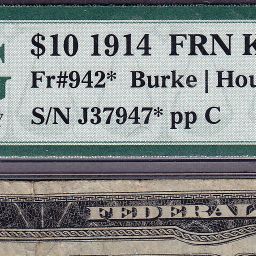 $10 1914 FRN K
Fr#942* Burke | Hou
S/N J37947* pp C
FEDERAL